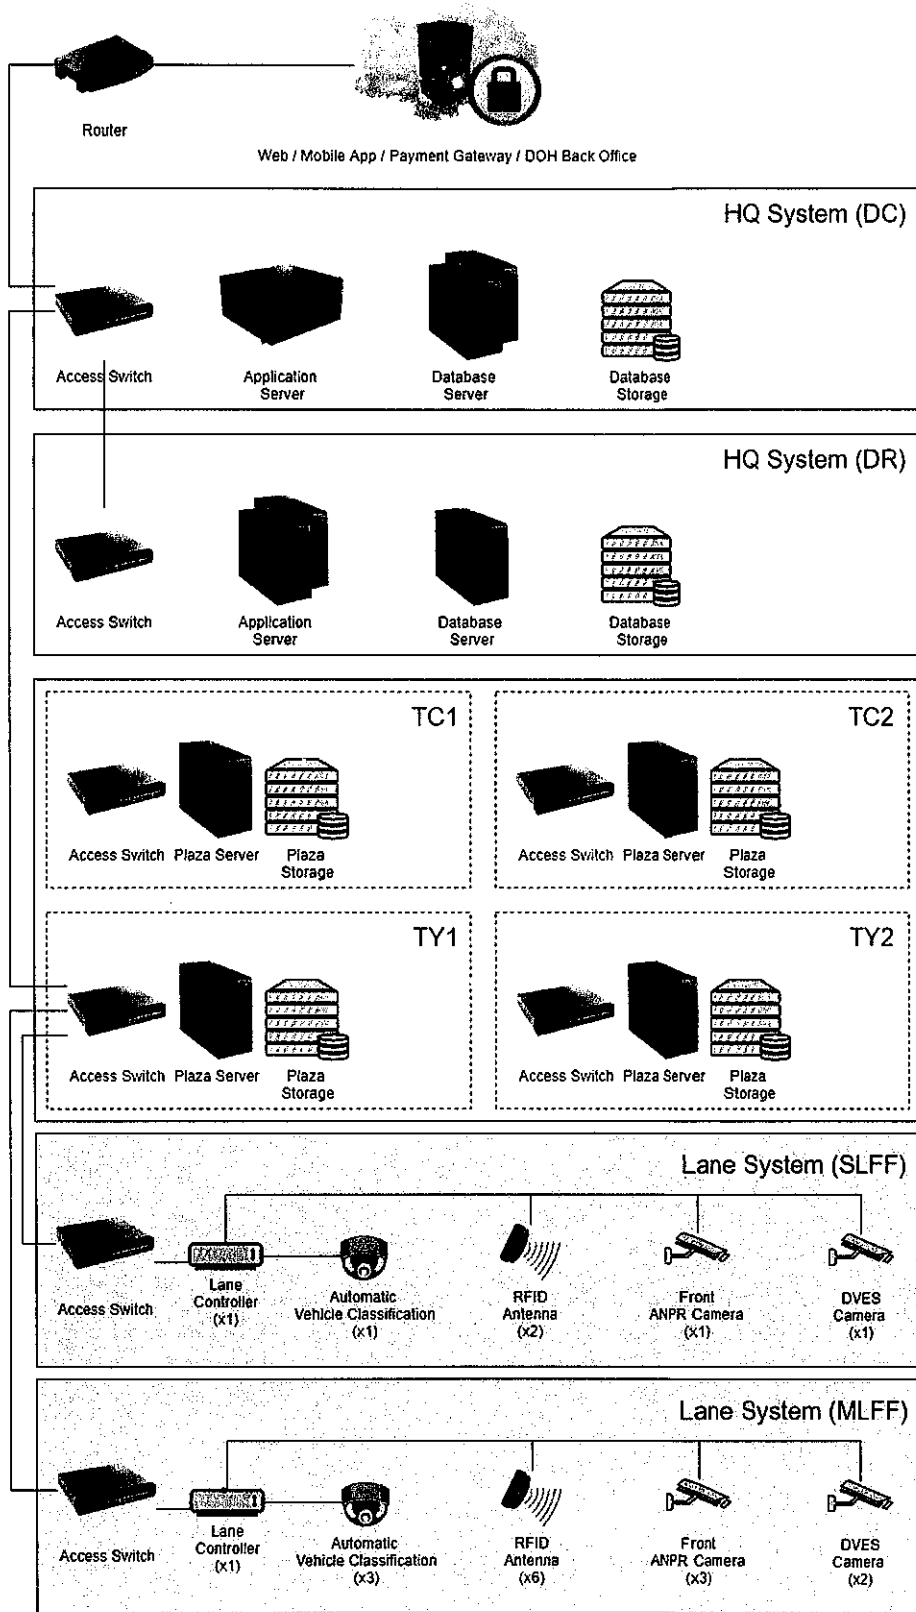 Router
Web / Mobile App / Payment Gateway / DOH Back Office
HQ System (DC)
Access Switch
Application
Server
Database
Server
Database
Storage
HQ System (DR)
Access Switch
Application
Server
Database
Server
Database
Storage
TC1
Access Switch
Plaza Server
Plaza
Storage
TC2
Access Switch
Plaza Server
Plaza
Storage
TY1
Access Switch
Plaza Server
Plaza
Storage
TY2
Access Switch
Plaza Server
Plaza
Storage
Lane System (SLFF)
Access Switch
Lane
Controller
(x1)
Automatic
Vehicle Classification
(x1)
RFID
Antenna
(x2)
Front
ANPR Camera
(x1)
DVES
Camera
(x1)
Lane System (MLFF)
Access Switch
Lane
Controller
(x1)
Automatic
Vehicle Classification
(x3)
RFID
Antenna
(x6)
Front
ANPR Camera
(x3)
DVES
Camera
(x2)